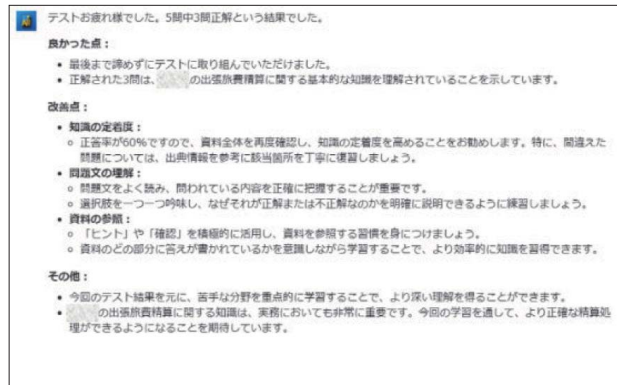 テストお疲れ様でした。5問中3問正解という結果でした。
良かった点：
• 最後まで諦めずにテストに取り組んでいただけました。
• 正解された3問は、の出張旅費精算に関する基本的な知識を理解されていることを示しています。
改善点：
• 知識の定着度：
○ 正答率が60%ですので、資料全体を再度確認し、知識の定着度を高めることをお勧めします。特に、間違えた
問題については、出典情報を参考に該当箇所を丁寧に復習しましょう。
• 問題文の理解：
○ 問題文をよく読み、問われている内容を正確に把握することが重要です。
○ 選択肢を一つ一つ吟味し、なぜそれが正解または不正解なのかを明確に説明できるように練習しましょう。
• 資料の参照：
○ 「ヒント」や「確認」を積極的に活用し、資料を参照する習慣を身につけましょう。
○ 資料のどの部分に答えが書かれているかを意識しながら学習することで、より効率的に知識を習得できます。
その他：
• 今回のテスト結果を元に、苦手な分野を重点的に学習することで、より深い理解を得ることができます。
• の出張旅費精算に関する知識は、実務においても非常に重要です。今回の学習を通して、より正確な精算処
理ができるようになることを期待しています。